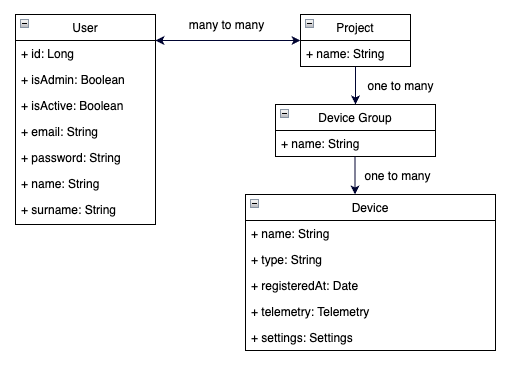 User
+ id: Long
+ isAdmin: Boolean
+ isActive: Boolean
+ email: String
+ password: String
+ name: String
+ surname: String
many to many
Project
+ name: String
one to many
Device Group
+ name: String
one to many
Device
+ name: String
+ type: String
+ registeredAt: Date
+ telemetry: Telemetry
+ settings: Settings